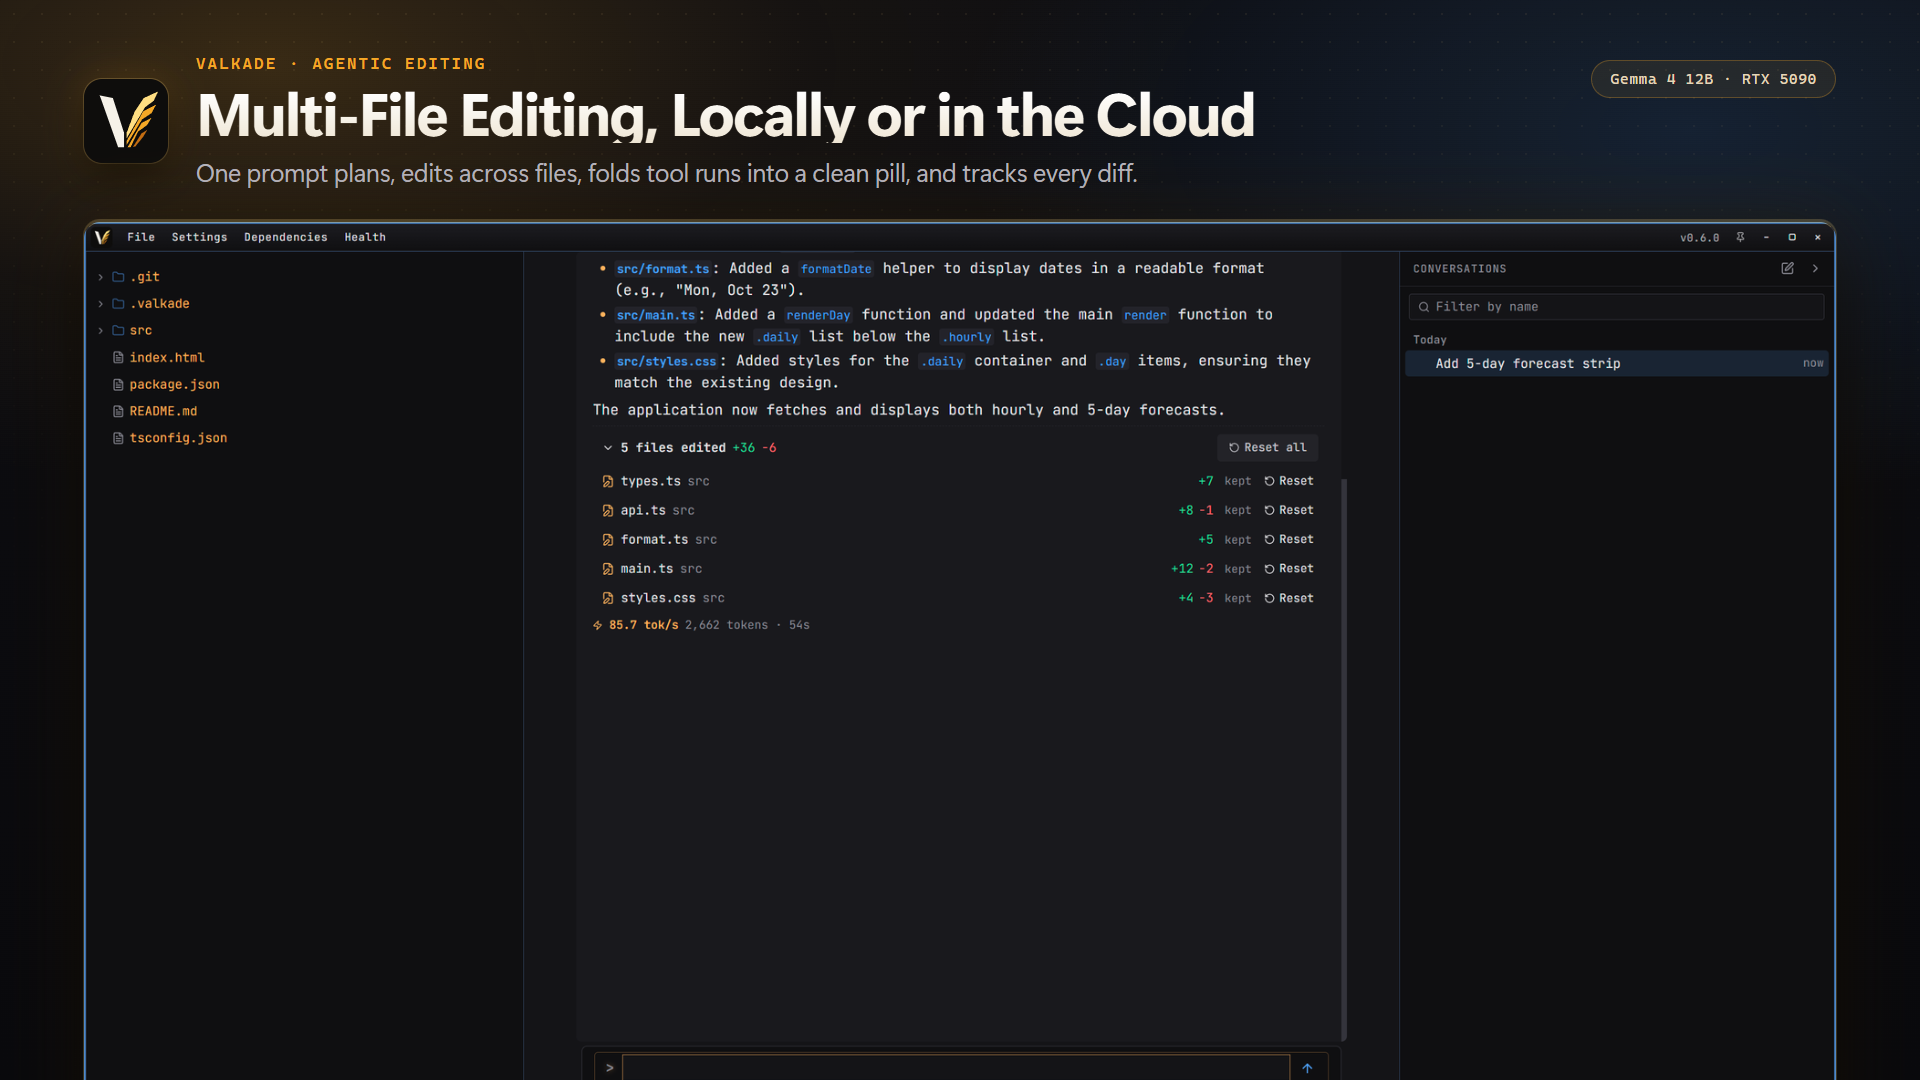 VALKADE · AGENTIC EDITING
Multi-File Editing, Locally or in the Cloud
One prompt plans, edits across files, folds tool runs into a clean pill, and tracks every diff.
Gemma 4 12B · RTX 5090
File Settings Dependencies Health
v0.6.0
.git
.valkade
src
index.html
package.json
README.md
tsconfig.json
src/format.ts: Added a formatDate helper to display dates in a readable format
(e.g., "Mon, Oct 23").
src/main.ts: Added a renderDay function and updated the main render function to
include the new .daily list below the .hourly list.
src/styles.css: Added styles for the .daily container and .day items, ensuring they
match the existing design.
The application now fetches and displays both hourly and 5-day forecasts.
5 files edited +36 -6 Reset all
types.ts src +7 kept Reset
api.ts src +8 -1 kept Reset
format.ts src +5 kept Reset
main.ts src +12 -2 kept Reset
styles.css src +4 -3 kept Reset
85.7 tok/s 2,662 tokens · 54s
>
CONVERSATIONS
Filter by name
Today
Add 5-day forecast strip now